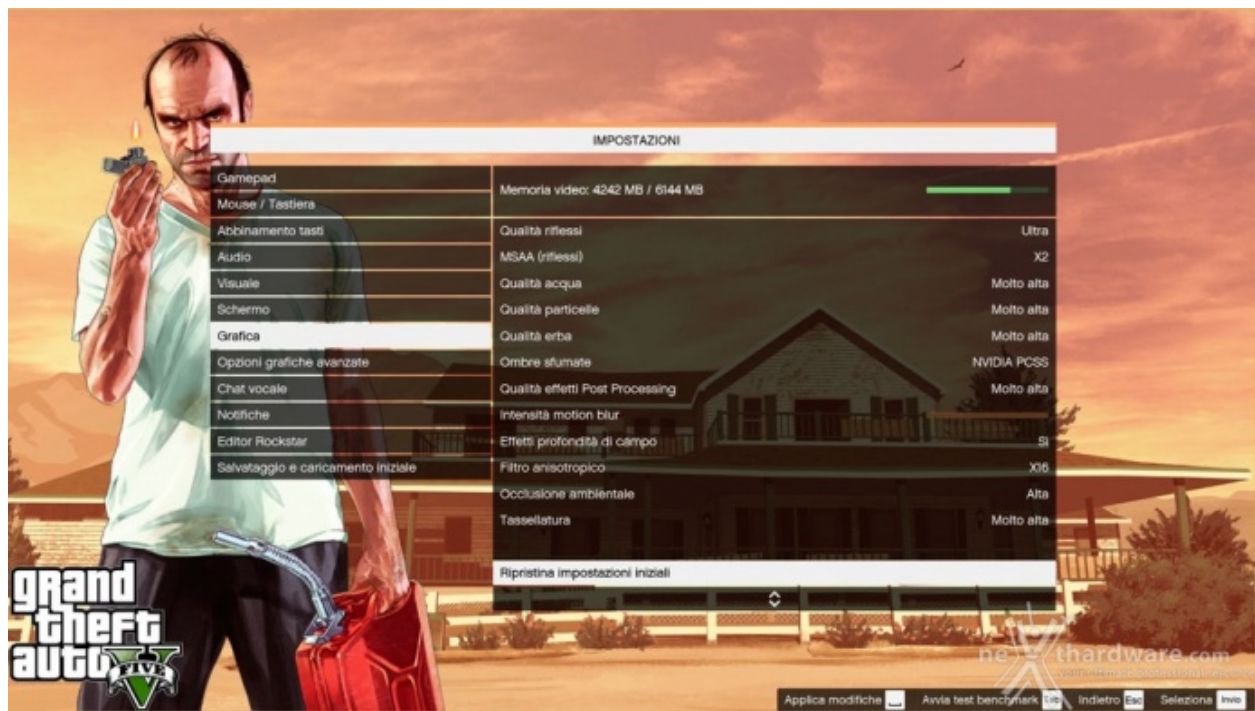 IMPOSTAZIONI
Gamepad
Mouse / Tastiera
Abbinamento tasti
Audio
Visuale
Schermo
Grafica
Opzioni grafiche avanzate
Chat vocale
Notifiche
Editor Rockstar
Salvataggio e caricamento iniziale
Memoria video: 4242 MB / 6144 MB
Qualità riflessi Ultra
MSAA (riflessi) X2
Qualità acqua Molto alta
Qualità particelle Molto alta
Qualità erba Molto alta
Ombre sfumate NVIDIA PCSS
Qualità effetti Post Processing Molto alta
Intensità motion blur
Effetti profondità di campo Sì
Filtro anisotropico X16
Occlusione ambientale Alta
Tassellatura Molto alta
Ripristina impostazioni iniziali
grand
theft
auto
FIVE
ne thardware.com
Applica modifiche Avvia test benchmark Indietro Esc Seleziona Invio